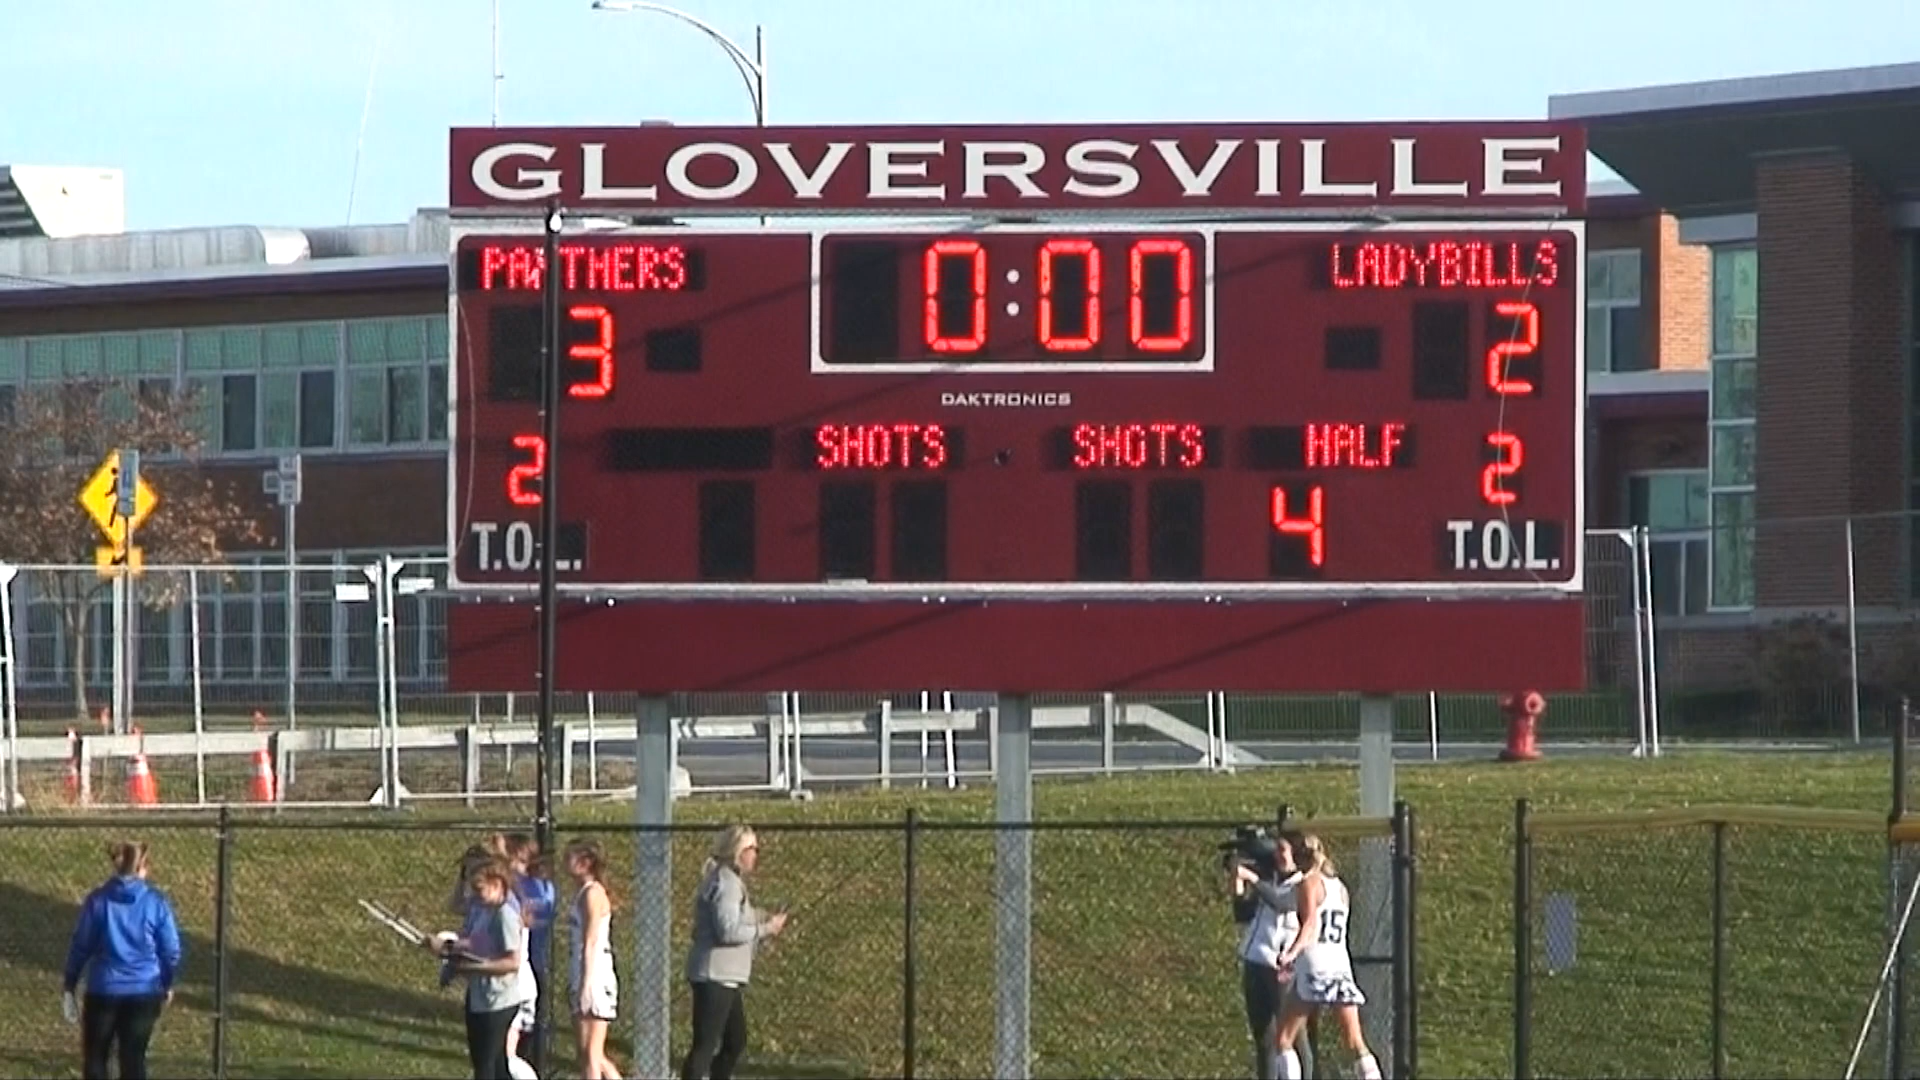 GLOVERSVILLE
PANTHERS 0:00 LADYBILLS
3 2
DAKTRONICS
SHOTS SHOTS HALF
2 4 2
T.O.L. T.O.L.
15